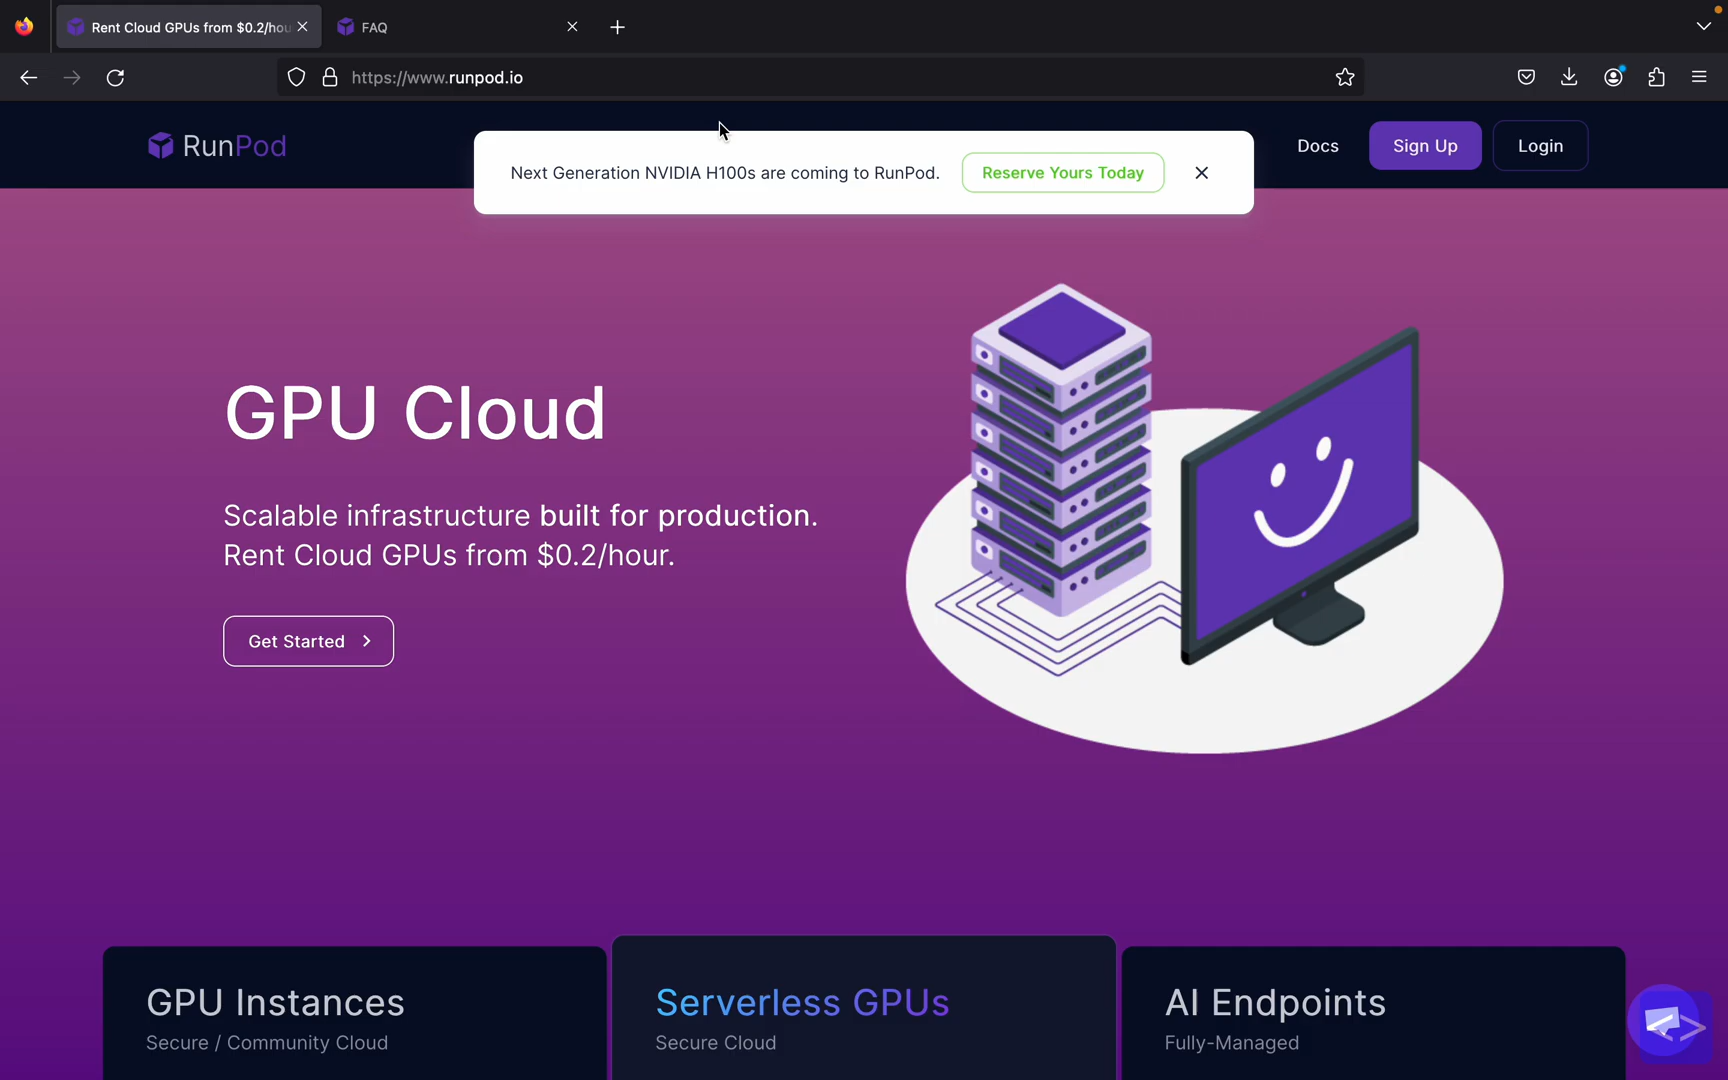 Rent Cloud GPUs from $0.2/hou
FAQ
https://www.runpod.io
RunPod
Next Generation NVIDIA H100s are coming to RunPod.
Reserve Yours Today
Docs
Sign Up
Login
GPU Cloud
Scalable infrastructure built for production.
Rent Cloud GPUs from $0.2/hour.
Get Started
GPU Instances
Secure / Community Cloud
Serverless GPUs
Secure Cloud
AI Endpoints
Fully-Managed